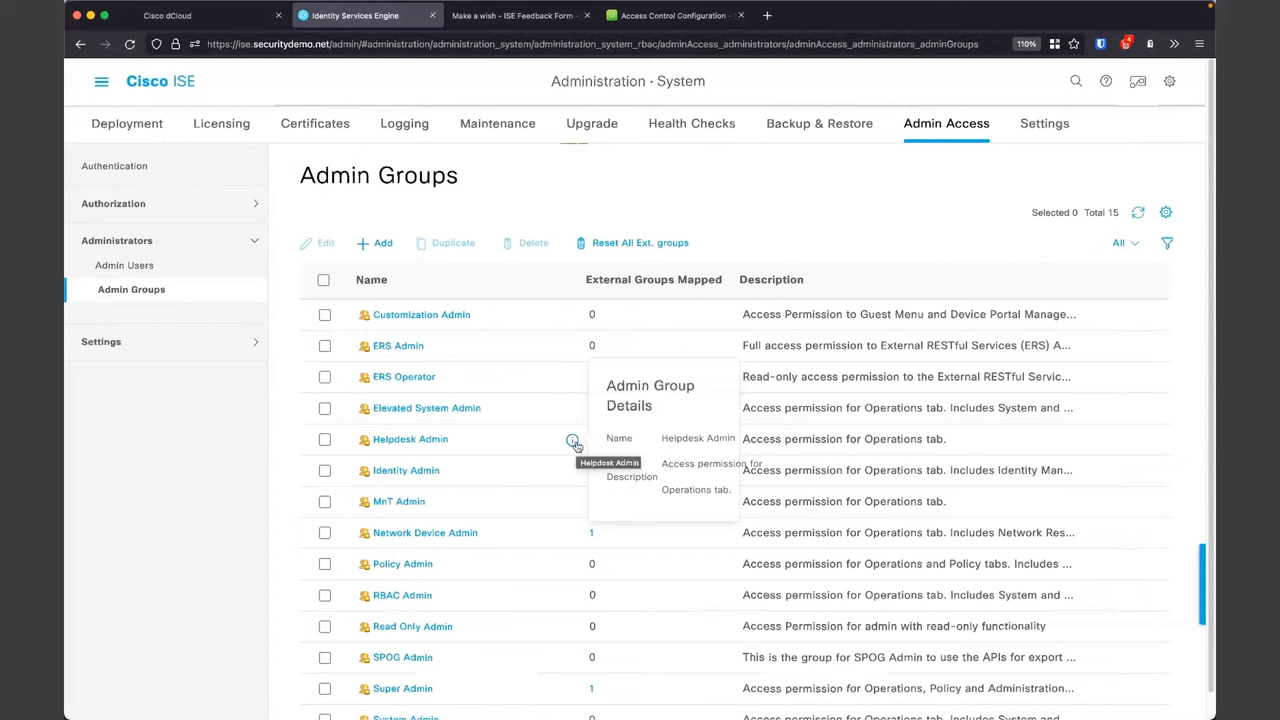 Cisco dCloud
Identity Services Engine
Make a wish - ISE Feedback Form -
Access Control Configuration -
https://ise.securitydemo.net/admin/#administration/administration_system/administration_system_rbac/adminAccess_administrators/adminAccess_administrators_adminGroups
110%
4
Cisco ISE
Administration · System
Deployment
Licensing
Certificates
Logging
Maintenance
Upgrade
Health Checks
Backup & Restore
Admin Access
Settings
Authentication
Authorization
Administrators
Admin Users
Admin Groups
Settings
Admin Groups
Selected 0 Total 15
Edit
Add
Duplicate
Delete
Reset All Ext. groups
All
Name External Groups Mapped Description
Customization Admin 0 Access Permission to Guest Menu and Device Portal Manage...
ERS Admin 0 Full access permission to External RESTful Services (ERS) A...
ERS Operator Read-only access permission to the External RESTful Servic...
Elevated System Admin Access permission for Operations tab. Includes System and ...
Helpdesk Admin Access permission for Operations tab.
Identity Admin Access permission for Operations tab. Includes Identity Man...
MnT Admin Access permission for Operations tab.
Network Device Admin 1 Access permission for Operations tab. Includes Network Res...
Policy Admin 0 Access permission for Operations and Policy tabs. Includes ...
RBAC Admin 0 Access permission for Operations tab. Includes System and ...
Read Only Admin 0 Access Permission for admin with read-only functionality
SPOG Admin 0 This is the group for SPOG Admin to use the APIs for export ...
Super Admin 1 Access permission for Operations, Policy and Administration...
System Admin
Admin Group
Details
Name Helpdesk Admin
Description Access permission for
Operations tab.
Helpdesk Admin